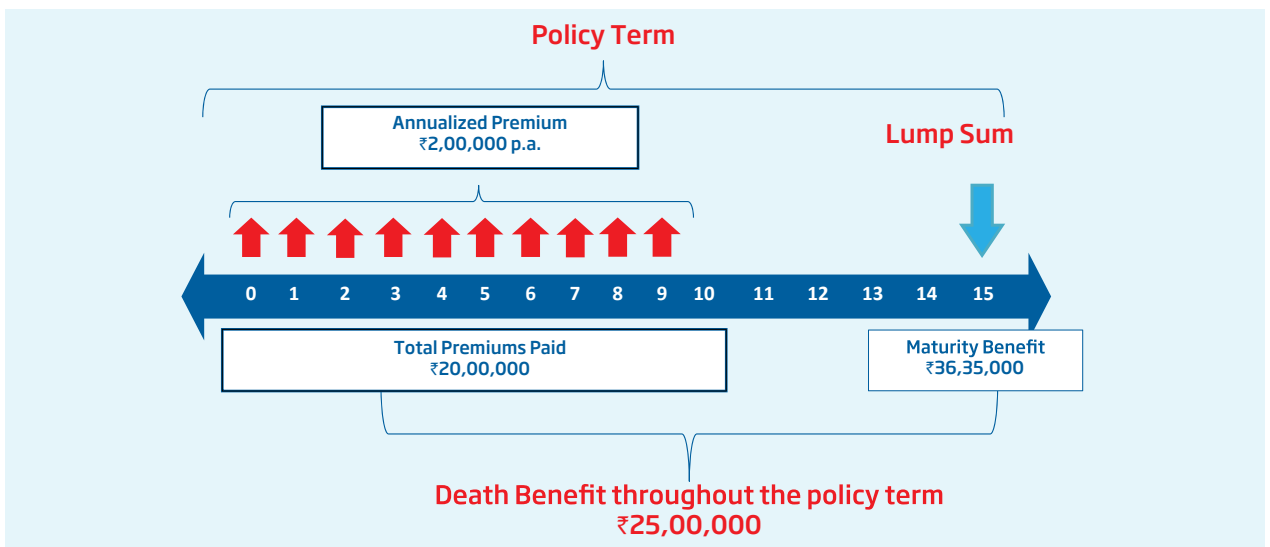 Policy Term
Annualized Premium
₹2,00,000 p.a.
Lump Sum
0 1 2 3 4 5 6 7 8 9 10 11 12 13 14 15
Total Premiums Paid
₹20,00,000
Maturity Benefit
₹36,35,000
Death Benefit throughout the policy term
₹25,00,000